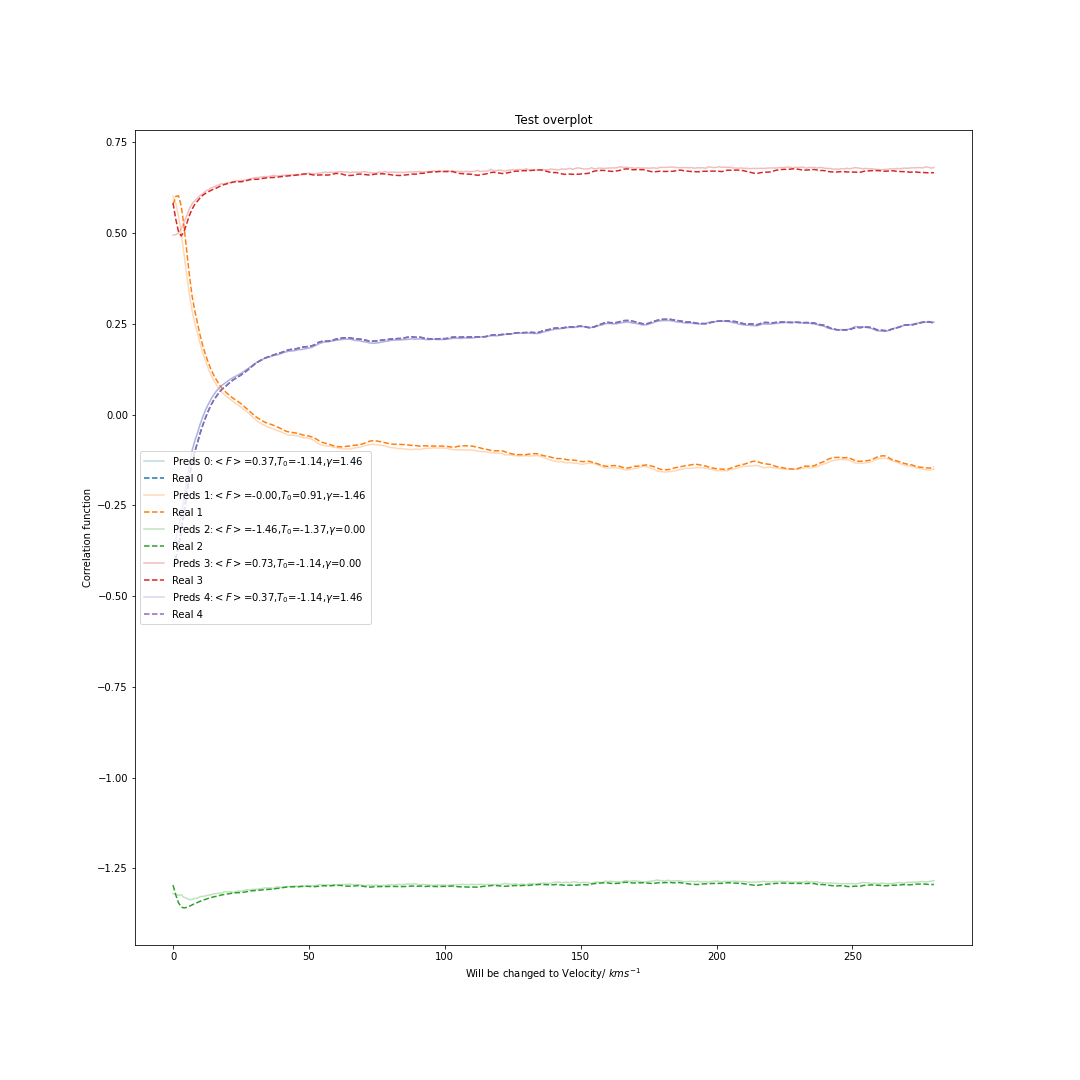 Test overplot
0.75
0.50
0.25
0.00
−0.25
−0.50
−0.75
−1.00
−1.25
Correlation function
Preds 0:< F >=0.37,T₀=-1.14,γ=1.46
Real 0
Preds 1:< F >=-0.00,T₀=0.91,γ=-1.46
Real 1
Preds 2:< F >=-1.46,T₀=-1.37,γ=0.00
Real 2
Preds 3:< F >=0.73,T₀=-1.14,γ=0.00
Real 3
Preds 4:< F >=0.37,T₀=-1.14,γ=1.46
Real 4
0 50 100 150 200 250
Will be changed to Velocity/ kms⁻¹